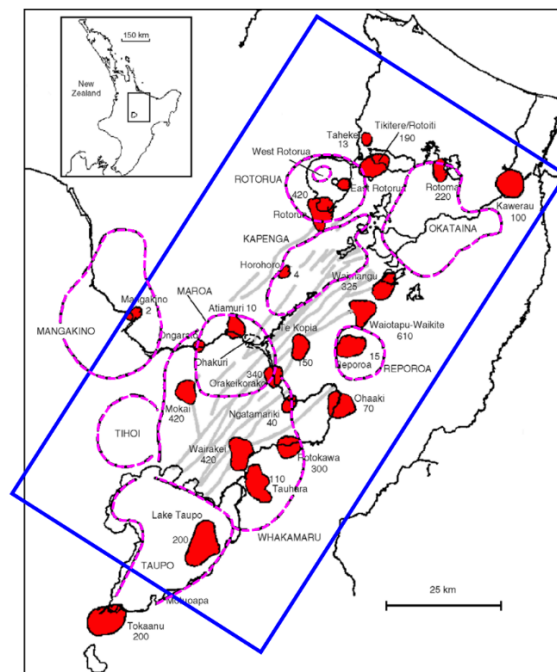 150 km
New
Zealand
Taheke
13
Tikitere/Rotoiti
190
West Rotorua
ROTORUA
420
East Rotorua
Rotorua
Rotoma
220
Kawerau
100
OKATAINA
KAPENGA
Horohoro
4
Waimangu
325
MAROA
Mangakino
2
MANGAKINO
Atiamuri 10
Ongaroto
Ohakuri
Te Kopia
150
Waiotapu-Waikite
610
15
Reporoa
REPOROA
340
Orakeikorako
Mokai
420
Ngatamariki
40
Ohaaki
70
TIHOI
Wairakei
420
Rotokawa
300
110
Tauhara
WHAKAMARU
Lake Taupo
200
TAUPO
Motuoapa
Tokaanu
200
25 km